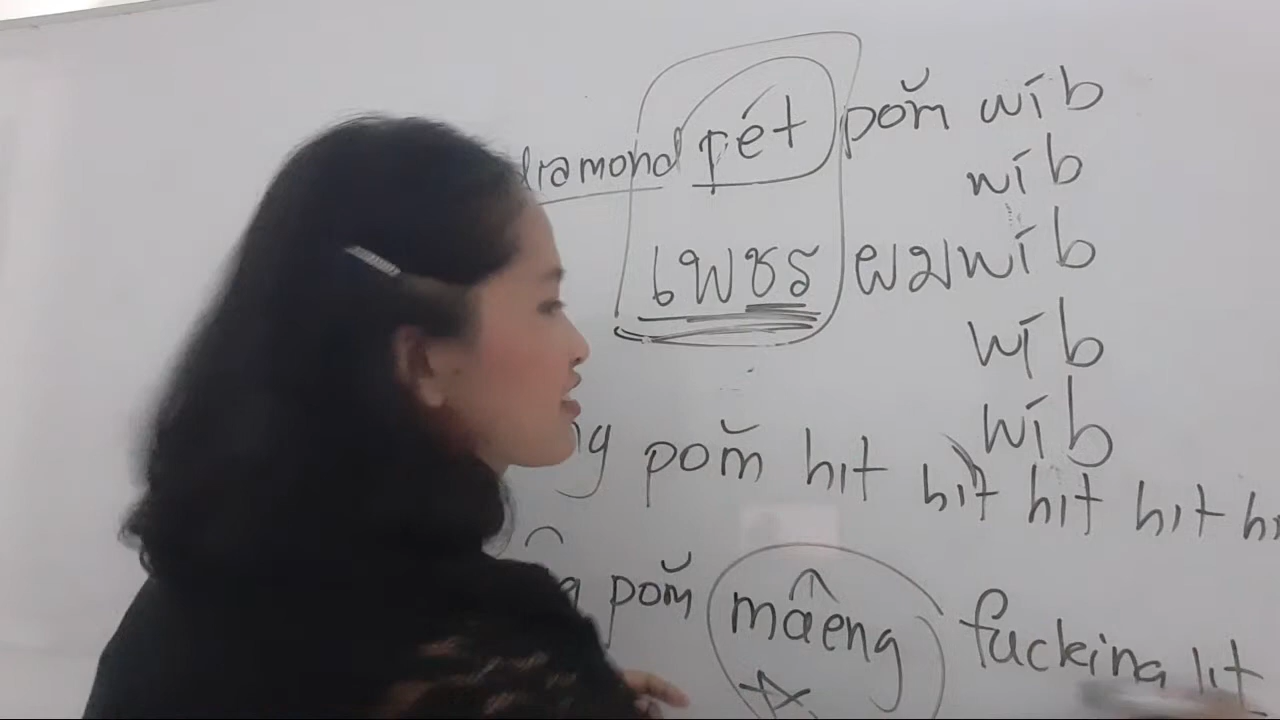 diamond pét pŏm wíb
wíb
เพชร ผมwíb
wíb
wíb
pŏm hit hit hit hit
pŏm mâeng fucking lit